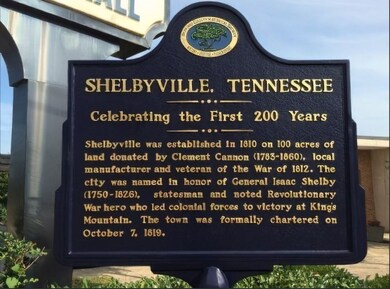 ALL
SHELBYVILLE, TENNESSEE
Celebrating the First 200 Years
Shelbyville was established in 1810 on 100 acres of
land donated by Clement Cannon (1783-1860), local
manufacturer and veteran of the War of 1812. The
city was named in honor of General Isaac Shelby
(1750-1826), statesman and noted Revolutionary
War hero who led colonial forces to victory at King's
Mountain. The town was formally chartered on
October 7, 1819.